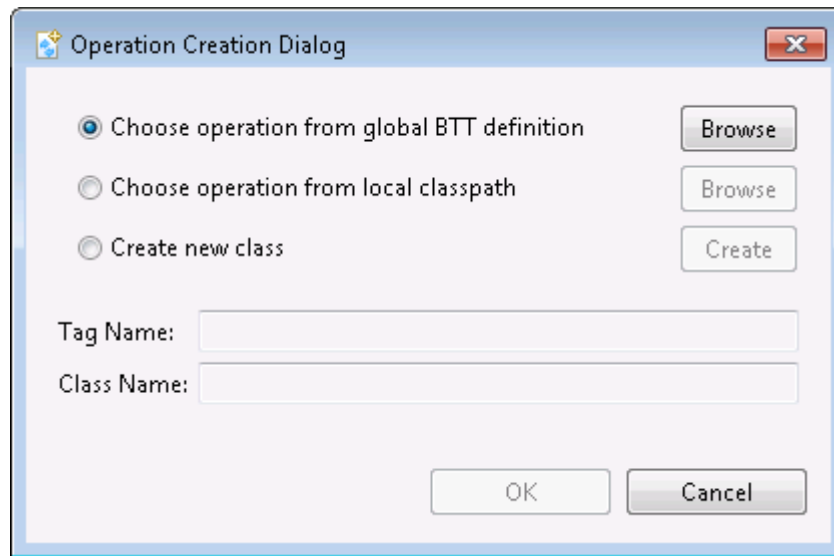 Operation Creation Dialog
Choose operation from global BTT definition Browse
Choose operation from local classpath Browse
Create new class Create
Tag Name:
Class Name:
OK Cancel